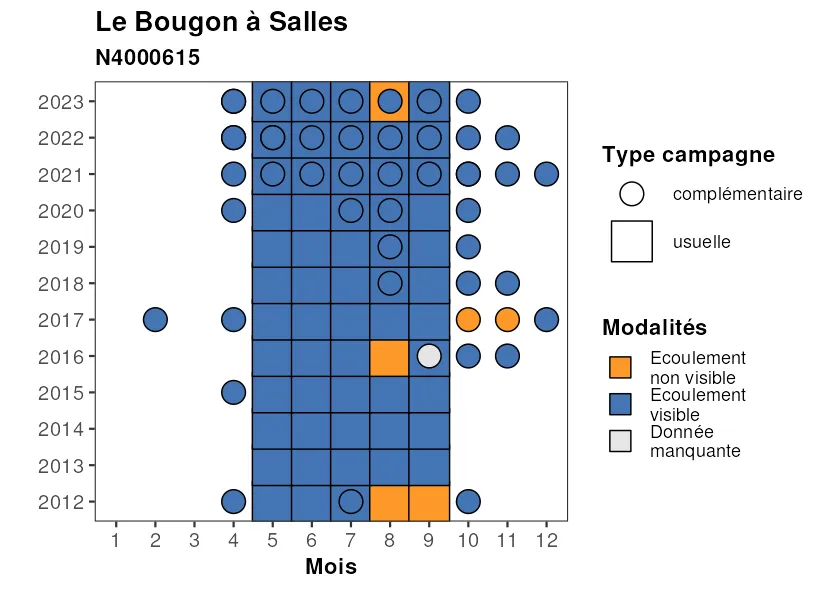 Le Bougon à Salles
N4000615
2023
2022
2021
2020
2019
2018
2017
2016
2015
2014
2013
2012
1 2 3 4 5 6 7 8 9 10 11 12
Mois
Type campagne
complémentaire
usuelle
Modalités
Ecoulement
non visible
Ecoulement
visible
Donnée
manquante